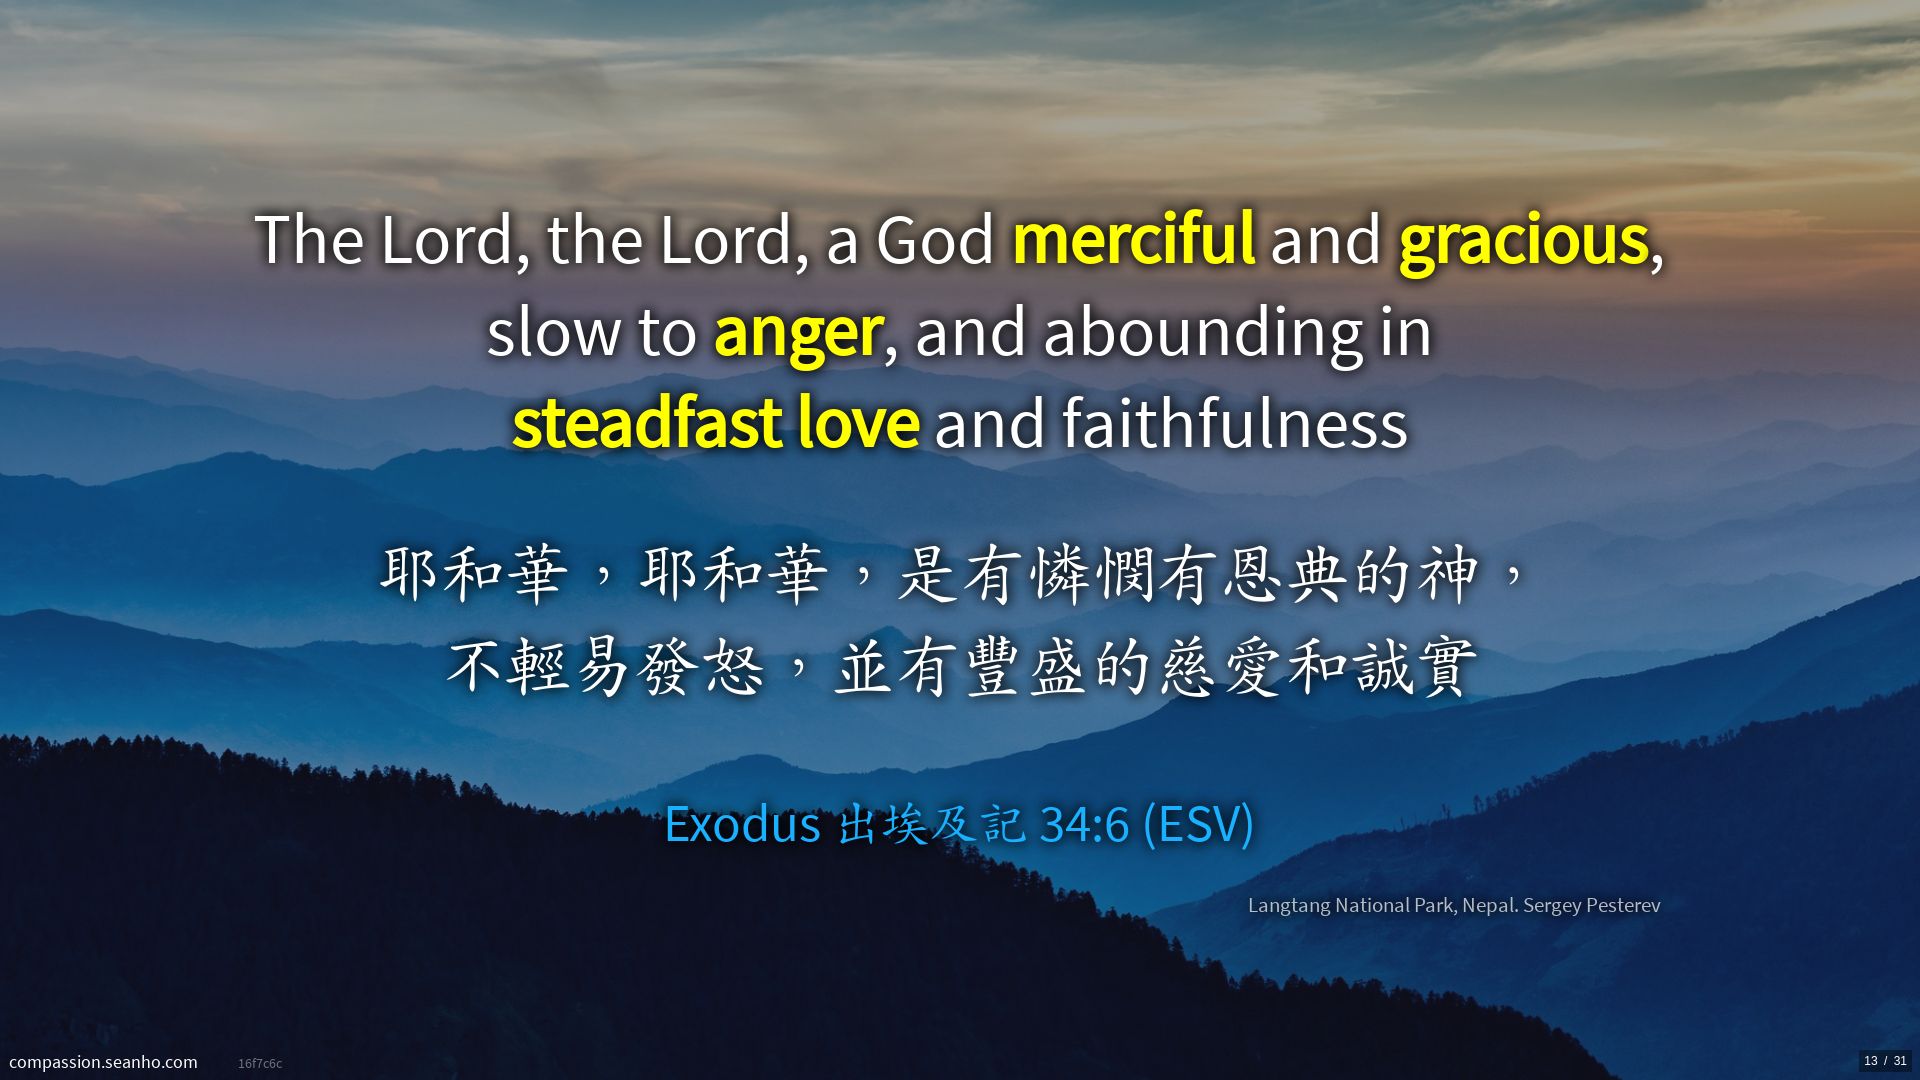 The Lord, the Lord, a God merciful and gracious,
slow to anger, and abounding in
steadfast love and faithfulness
耶和華，耶和華，是有憐憫有恩典的神，
不輕易發怒，並有豐盛的慈愛和誠實
Exodus 出埃及記 34:6 (ESV)
Langtang National Park, Nepal. Sergey Pesterev
compassion.seanho.com 16f7c6c
13 / 31